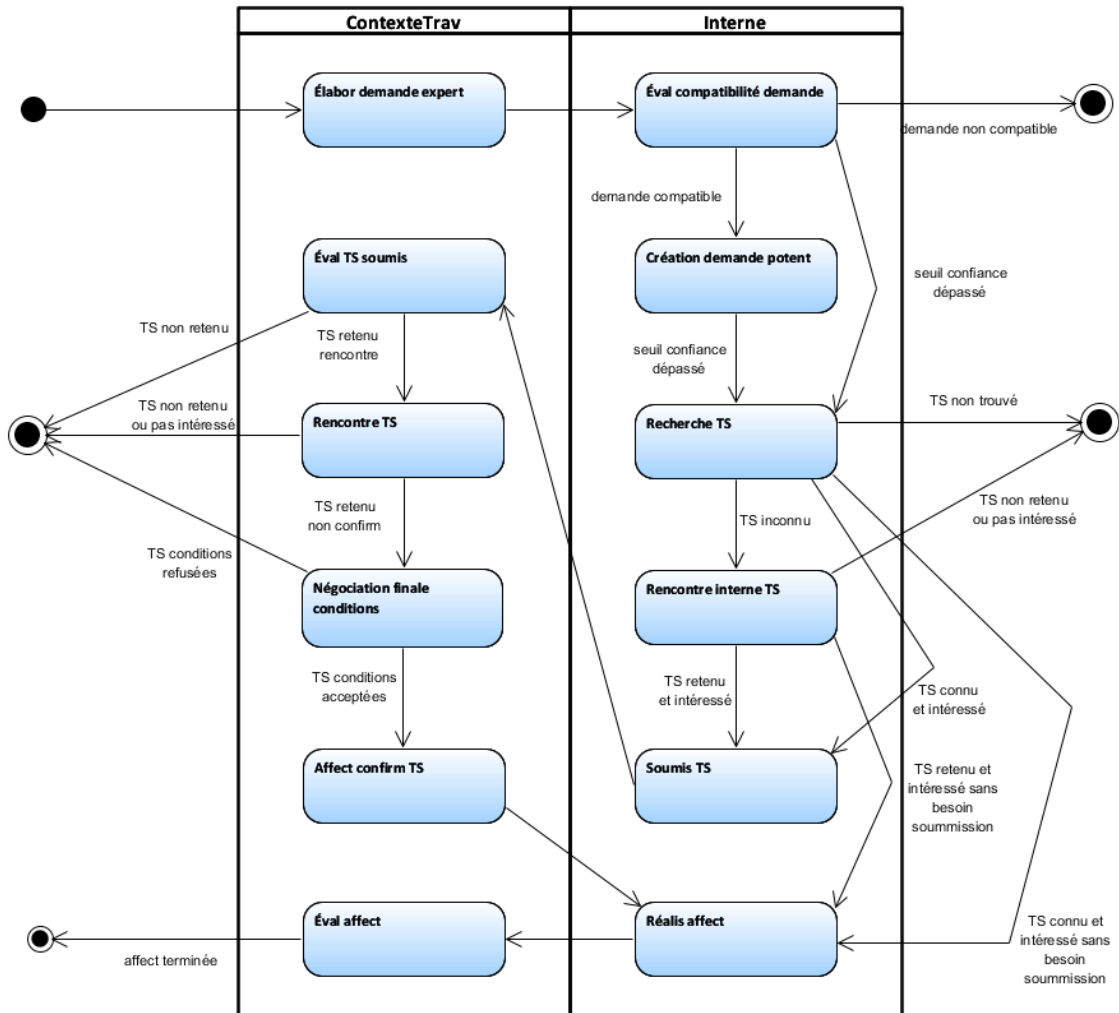 ContexteTrav
Interne
Élabor demande expert
Éval compatibilité demande
demande non compatible
demande compatible
Éval TS soumis
Création demande potent
seuil confiance
dépassé
TS non retenu
TS retenu
rencontre
seuil confiance
dépassé
TS non retenu
ou pas intéressé
Rencontre TS
Recherche TS
TS non trouvé
TS retenu
non confirm
TS inconnu
TS non retenu
ou pas intéressé
TS conditions
refusées
Négociation finale
conditions
Rencontre interne TS
TS conditions
acceptées
TS retenu
et intéressé
TS connu
et intéressé
Affect confirm TS
Soumis TS
TS retenu et
intéressé sans
besoin
soummission
Éval affect
Réalis affect
TS connu et
intéressé sans
besoin
soummission
affect terminée